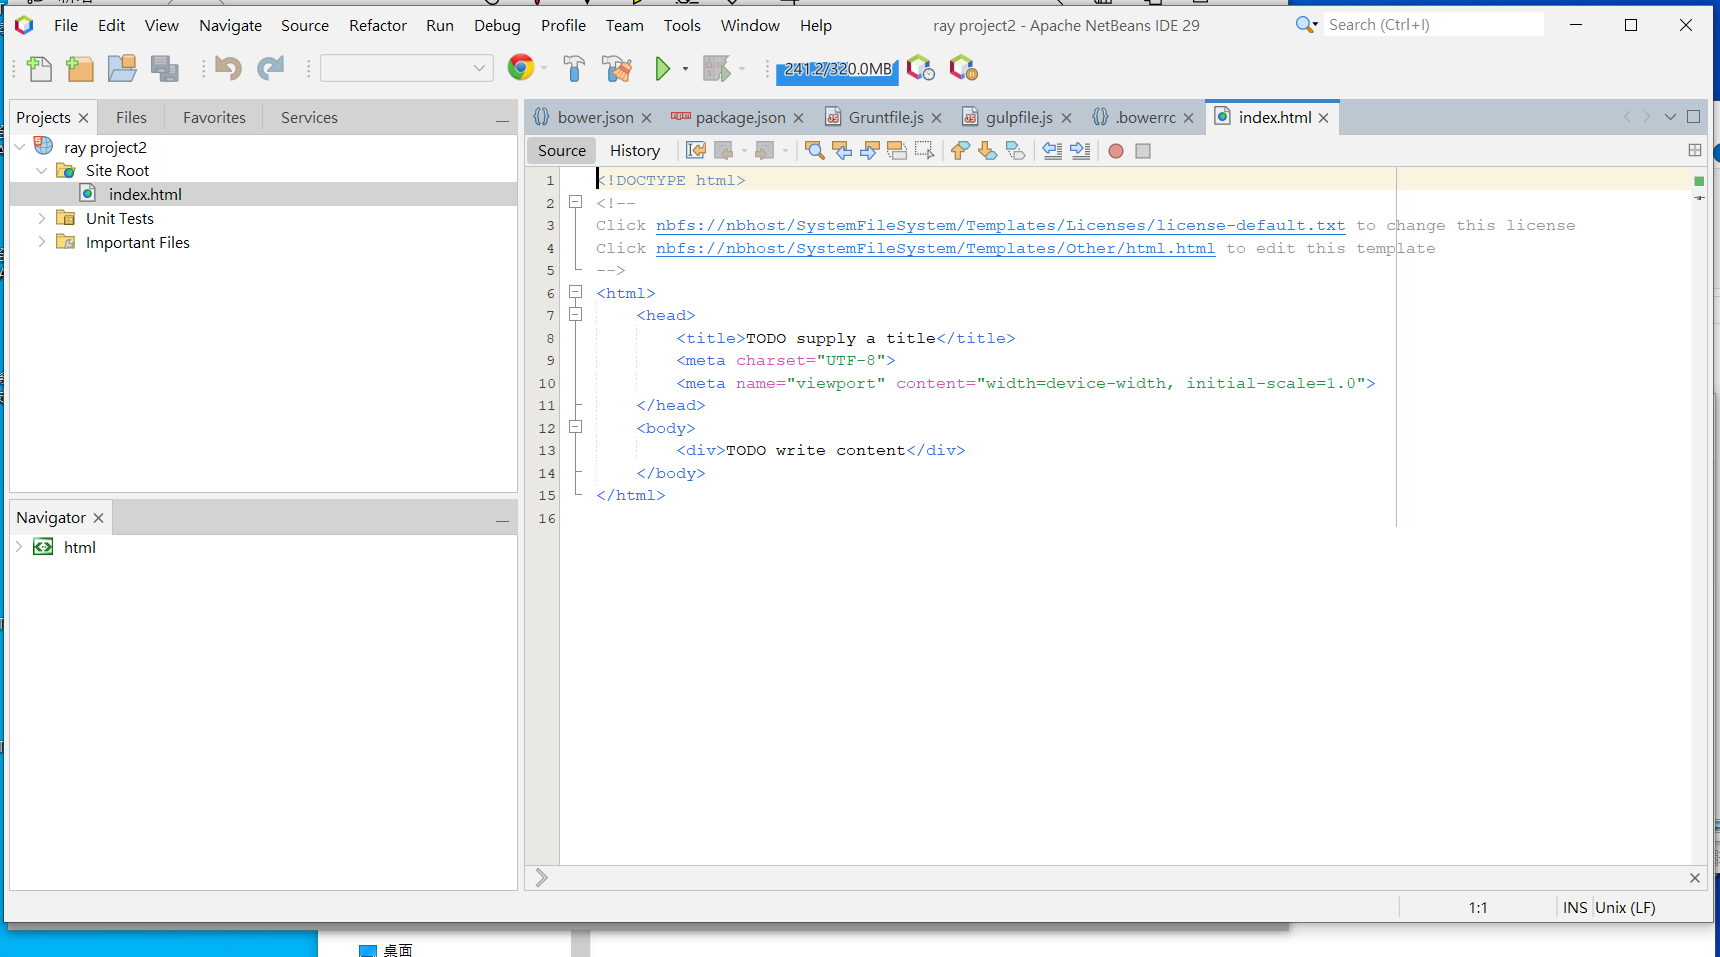 File Edit View Navigate Source Refactor Run Debug Profile Team Tools Window Help ray project2 - Apache NetBeans IDE 29 Search (Ctrl+I)
241.2/320.0MB
Projects Files Favorites Services
ray project2
Site Root
index.html
Unit Tests
Important Files
Navigator
html
bower.json package.json Gruntfile.js gulpfile.js .bowerrc index.html
Source History
1 <!DOCTYPE html>
2 <!--
3 Click nbfs://nbhost/SystemFileSystem/Templates/Licenses/license-default.txt to change this license
4 Click nbfs://nbhost/SystemFileSystem/Templates/Other/html.html to edit this template
5 -->
6 <html>
7 <head>
8 <title>TODO supply a title</title>
9 <meta charset="UTF-8">
10 <meta name="viewport" content="width=device-width, initial-scale=1.0">
11 </head>
12 <body>
13 <div>TODO write content</div>
14 </body>
15 </html>
16
1:1 INS Unix (LF)
桌面